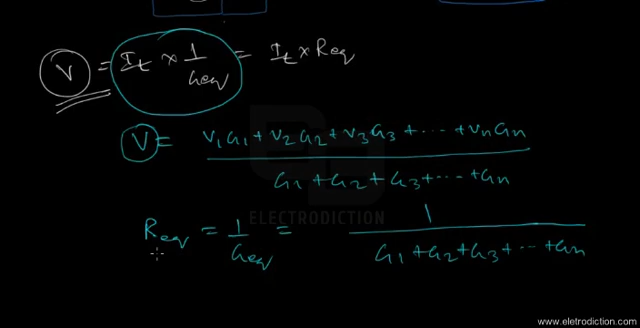 V = It × 1/Geq = It × Req
V = V1G1 + V2G2 + V3G3 + ... + VnGn / G1 + G2 + G3 + ... + Gn
ELECTRODICTION
Req = 1/Geq = 1 / G1 + G2 + G3 + ... + Gn
www.eletrodiction.com